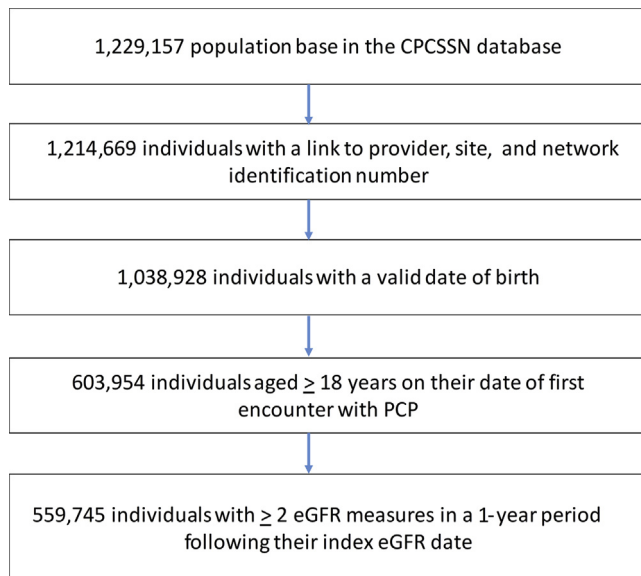 1,229,157 population base in the CPCSSN database
1,214,669 individuals with a link to provider, site, and network
identification number
1,038,928 individuals with a valid date of birth
603,954 individuals aged ≥ 18 years on their date of first
encounter with PCP
559,745 individuals with ≥ 2 eGFR measures in a 1-year period
following their index eGFR date